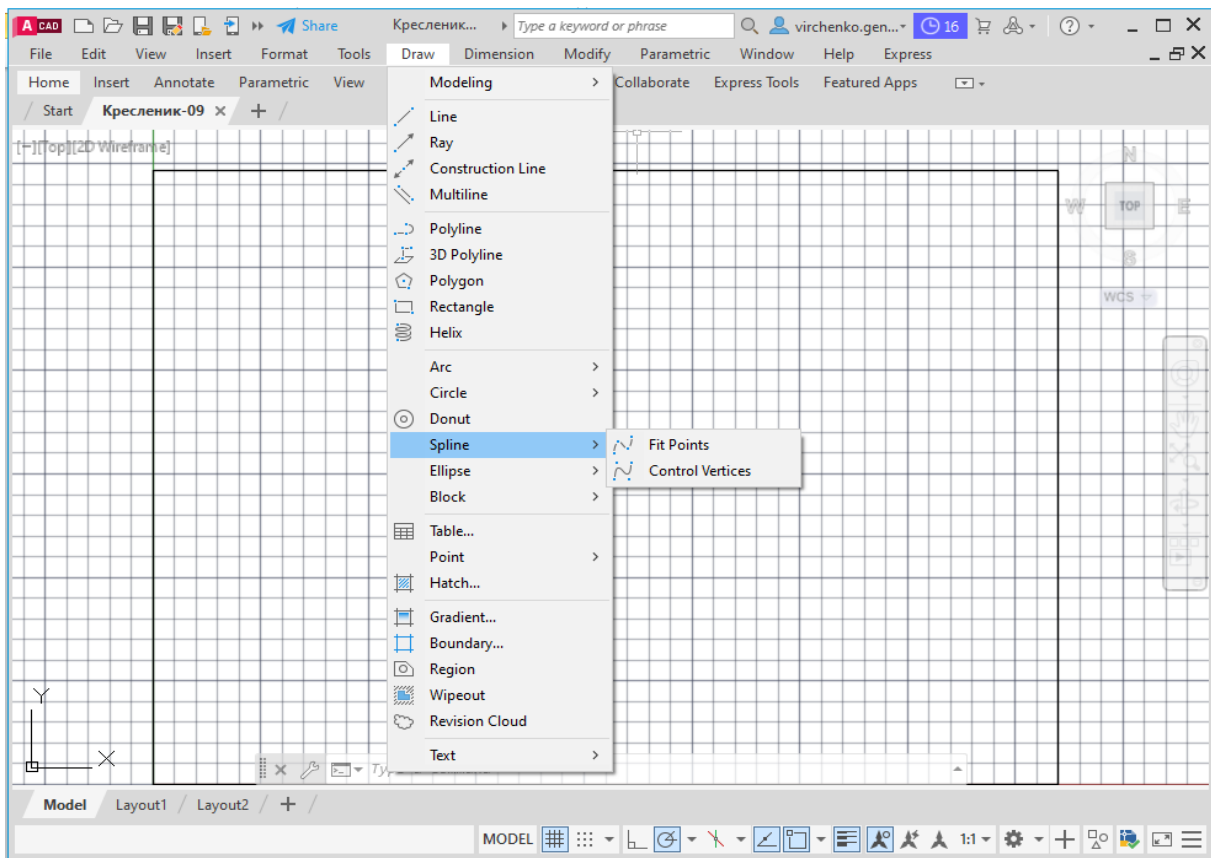 A CAD Share Кресленик... Type a keyword or phrase virchenko.gen... 16 ?
File Edit View Insert Format Tools Draw Dimension Modify Parametric Window Help Express
Home Insert Annotate Parametric View Collaborate Express Tools Featured Apps
Start Кресленик-09
[−][Top][2D Wireframe]
Modeling
Line
Ray
Construction Line
Multiline
Polyline
3D Polyline
Polygon
Rectangle
Helix
Arc
Circle
Donut
Spline
Ellipse
Block
Table...
Point
Hatch...
Gradient...
Boundary...
Region
Wipeout
Revision Cloud
Text
Fit Points
Control Vertices
N
W TOP E
S
WCS
Y
X
Model Layout1 Layout2
MODEL 1:1